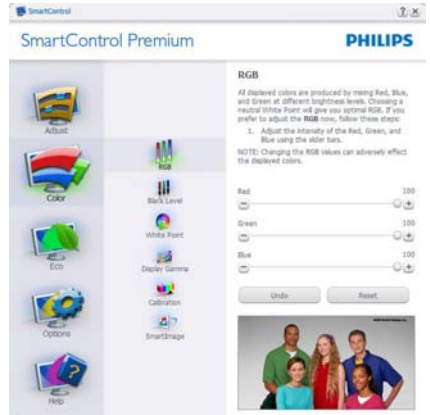 SmartControl
SmartControl Premium
PHILIPS
Adjust
Color
Eco
Options
Help
RGB
Black Level
White Point
Display Gamma
Calibration
SmartImage
RGB
All displayed colors are produced by mixing Red, Blue,
and Green at different brightness levels. Choosing a
neutral White Point will give you optimal RGB. If you
prefer to adjust the RGB now, follow these steps:
1. Adjust the intensity of the Red, Green, and
Blue using the slider bars.
NOTE: Changing the RGB values can adversely effect
the displayed colors.
Red 100
Green 100
Blue 100
Undo Reset